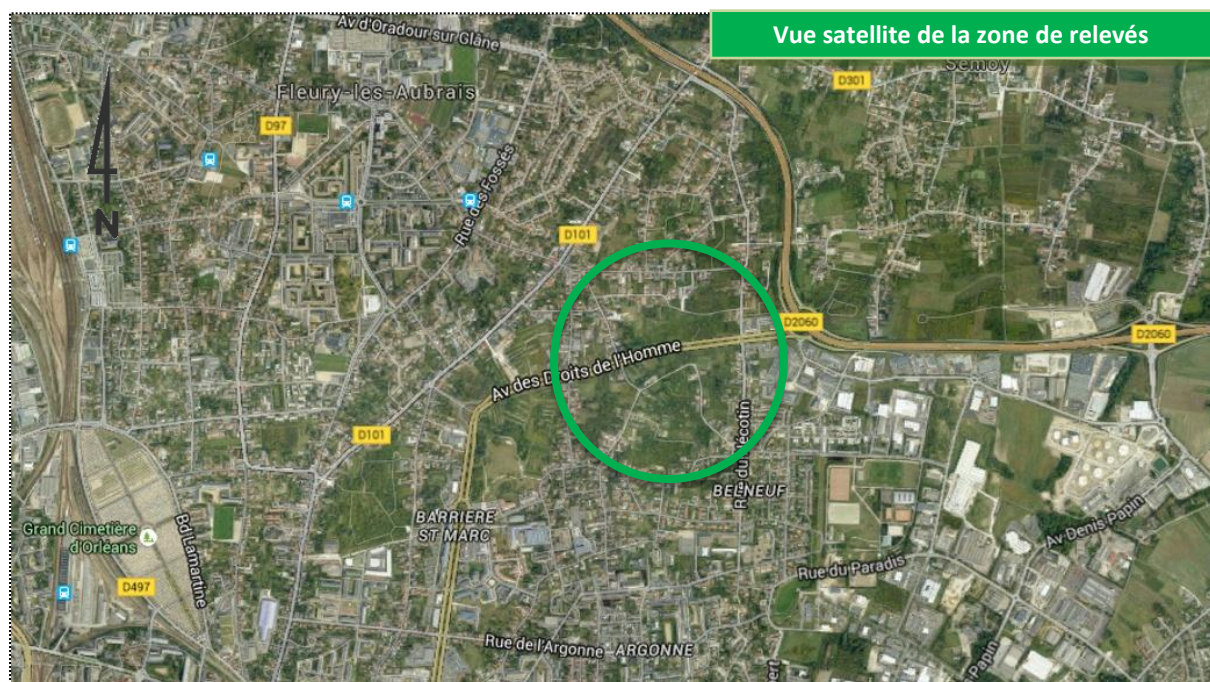 Vue satellite de la zone de relevés
Av d'Oradour sur Glâne
Semoy
D301
Fleury-les-Aubrais
D97
Rue des Fossés
N
D101
D2060
D2060
Av des Droits de l'Homme
D101
BELNEUF
BARRIERE
ST MARC
Grand Cimetière
d'Orléans
Bd Lamartine
Av Denis Papin
Rue du Paradis
D497
Rue de l'Argonne
ARGONNE
Papin